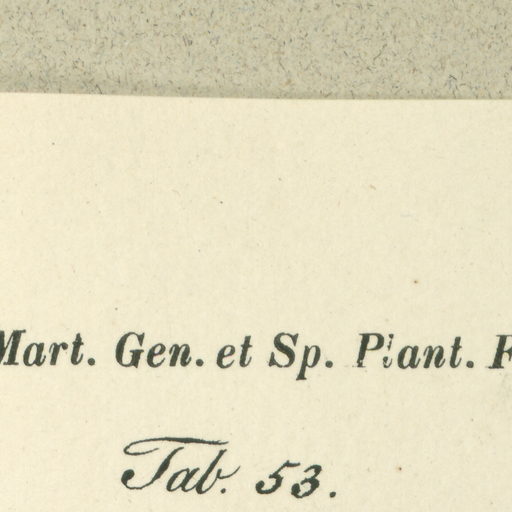 Mart. Gen. et Sp. Plant. F
Tab. 53.